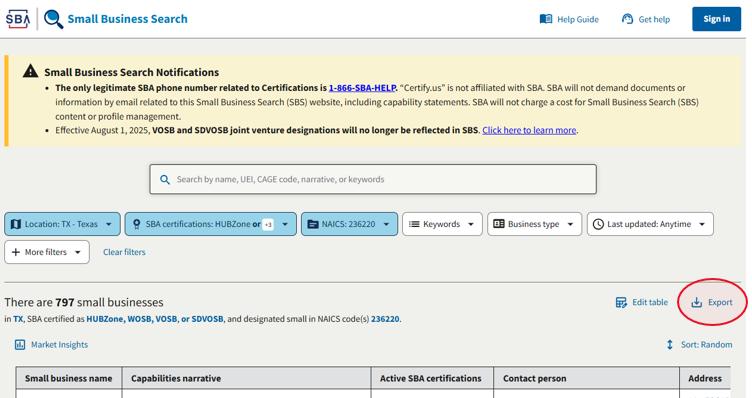 SBA Small Business Search Help Guide Get help Sign in
Small Business Search Notifications
• The only legitimate SBA phone number related to Certifications is 1-866-SBA-HELP. “Certify.us” is not affiliated with SBA. SBA will not demand documents or
information by email related to this Small Business Search (SBS) website, including capability statements. SBA will not charge a cost for Small Business Search (SBS)
content or profile management.
• Effective August 1, 2025, VOSB and SDVOSB joint venture designations will no longer be reflected in SBS. Click here to learn more.
Search by name, UEI, CAGE code, narrative, or keywords
Location: TX - Texas SBA certifications: HUBZone or +3 NAICS: 236220 Keywords Business type Last updated: Anytime
+ More filters Clear filters
There are 797 small businesses Edit table Export
in TX, SBA certified as HUBZone, WOSB, VOSB, or SDVOSB, and designated small in NAICS code(s) 236220.
Market Insights Sort: Random
Small business name Capabilities narrative Active SBA certifications Contact person Address